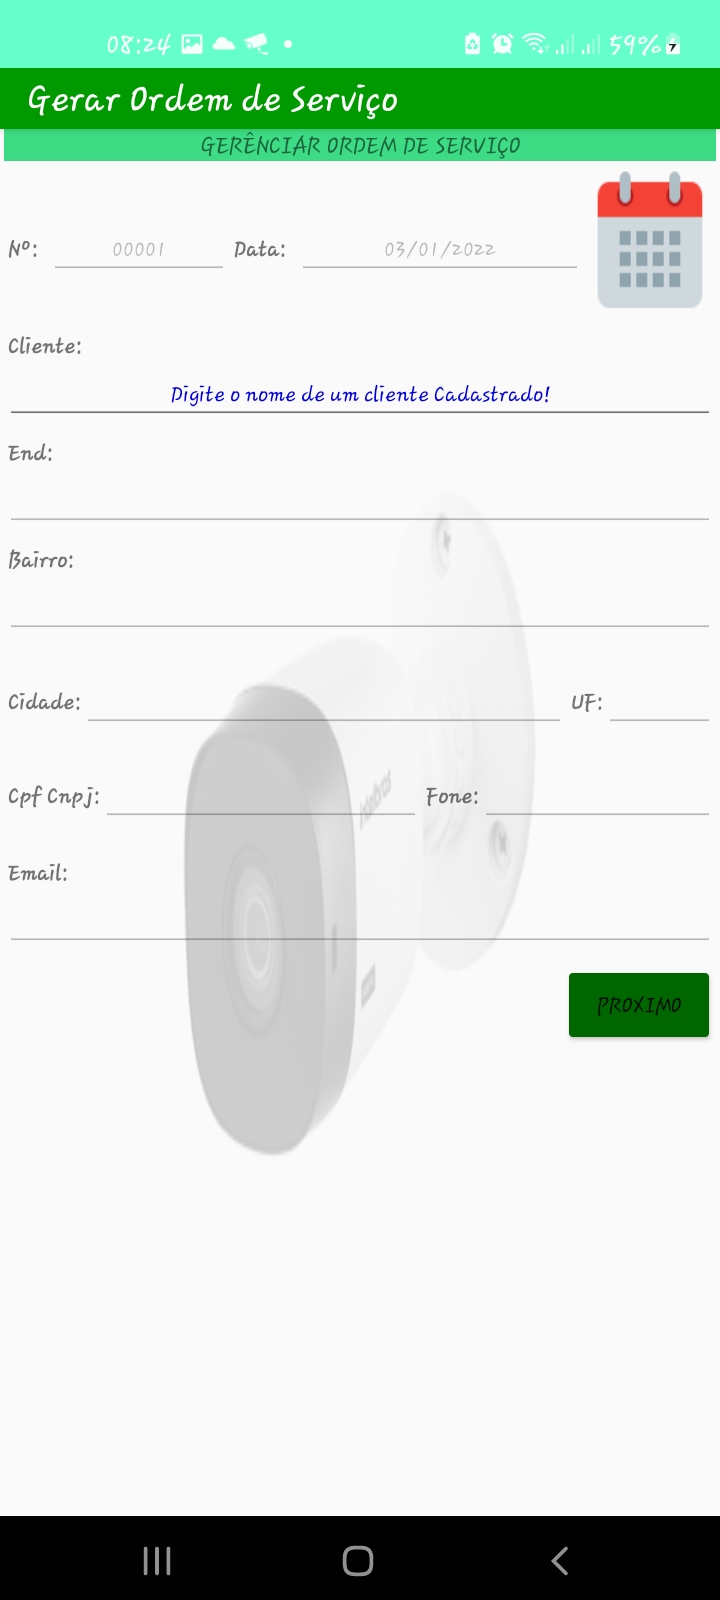 08:24 59%
Gerar Ordem de Serviço
GERÊNCIAR ORDEM DE SERVIÇO
Nº: 00001 Data: 03/01/2022
Cliente:
Digite o nome de um cliente Cadastrado!
End:
Bairro:
Cidade: UF:
Cpf Cnpj: Fone:
intelbras
Email:
PROXIMO